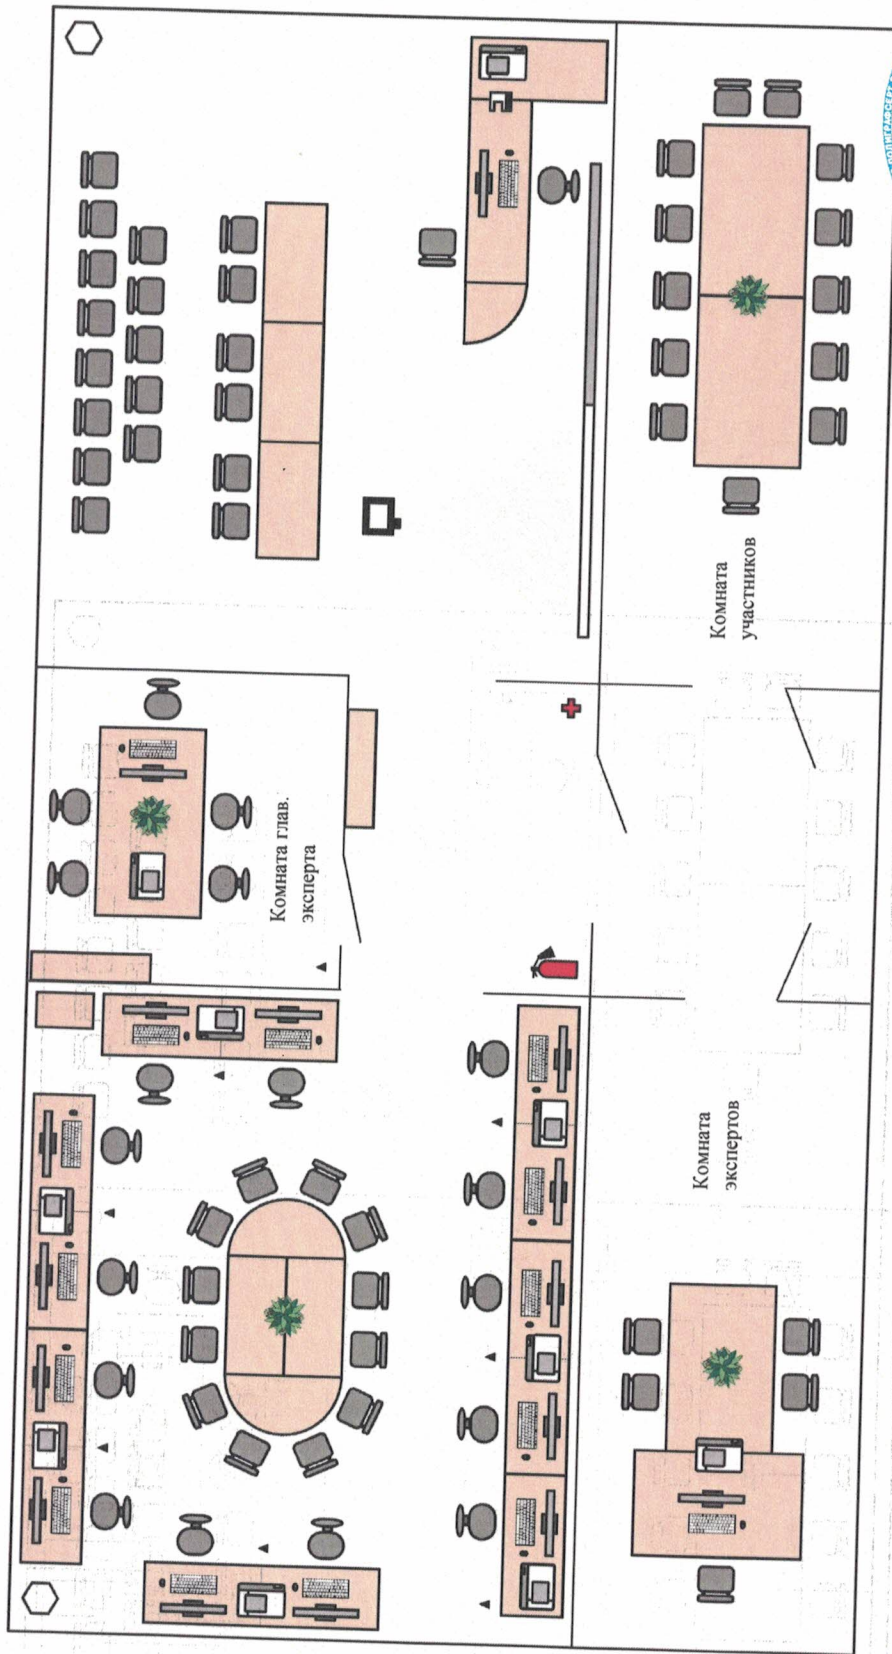 Комната глав.
эксперта
Комната
участников
Комната
экспертов